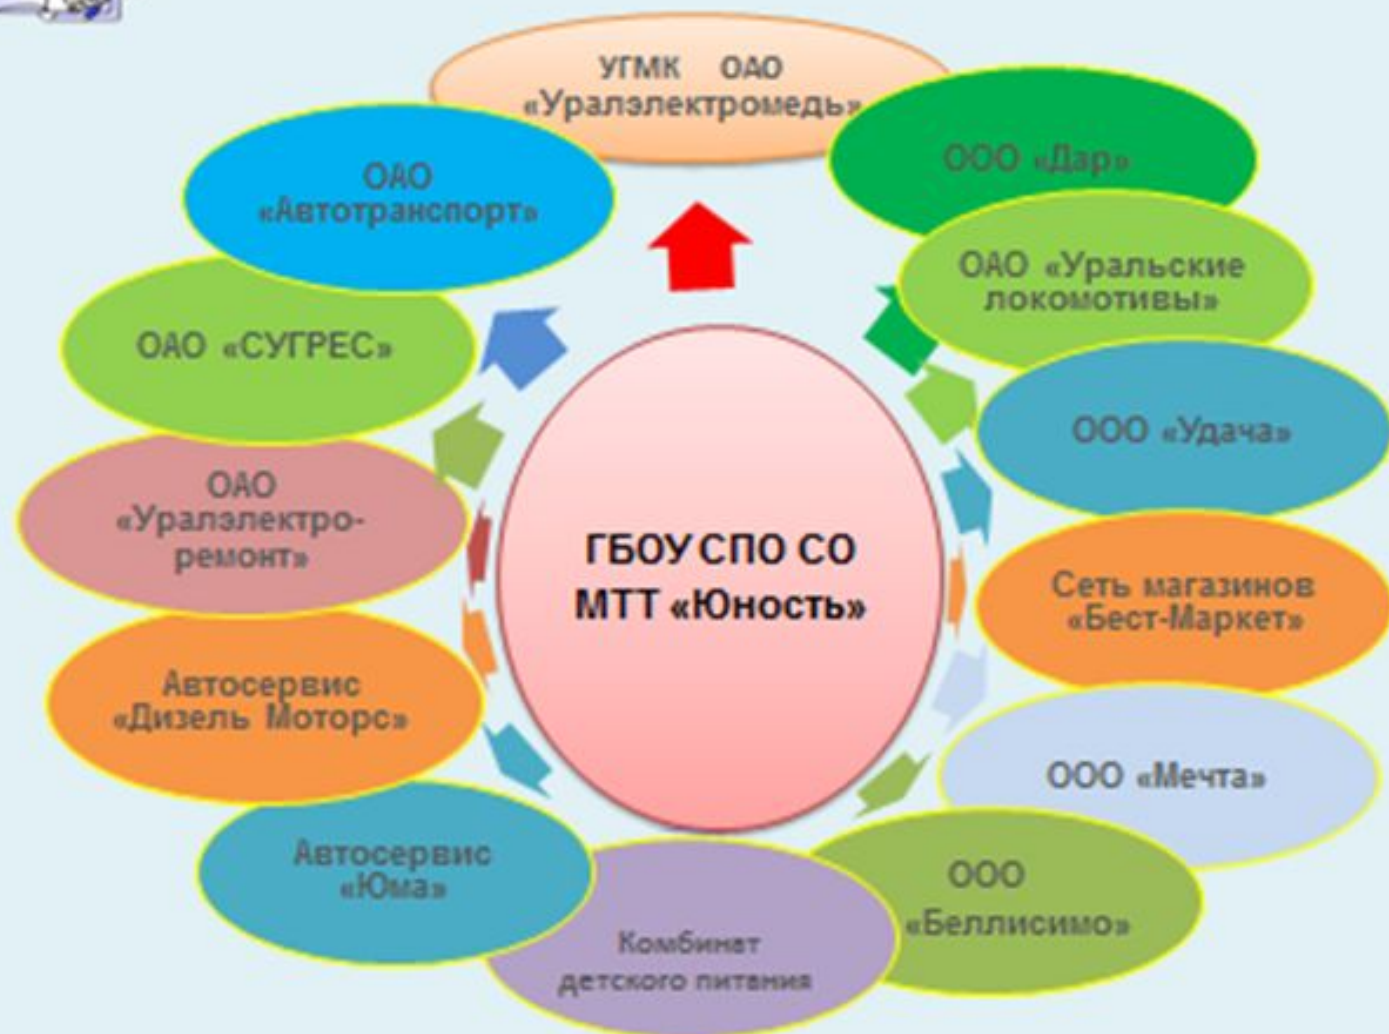 УГМК ОАО
«Уралэлектромедь»
ООО «Дар»
ОАО «Уральские
локомотивы»
ООО «Удача»
Сеть магазинов
«Бест-Маркет»
ООО «Мечта»
ООО
«Беллисимо»
Комбинат
детского питания
Автосервис
«Юма»
Автосервис
«Дизель Моторс»
ОАО
«Уралэлектро-
ремонт»
ОАО «СУГРЕС»
ОАО
«Автотранспорт»
ГБОУ СПО СО
МТТ «Юность»